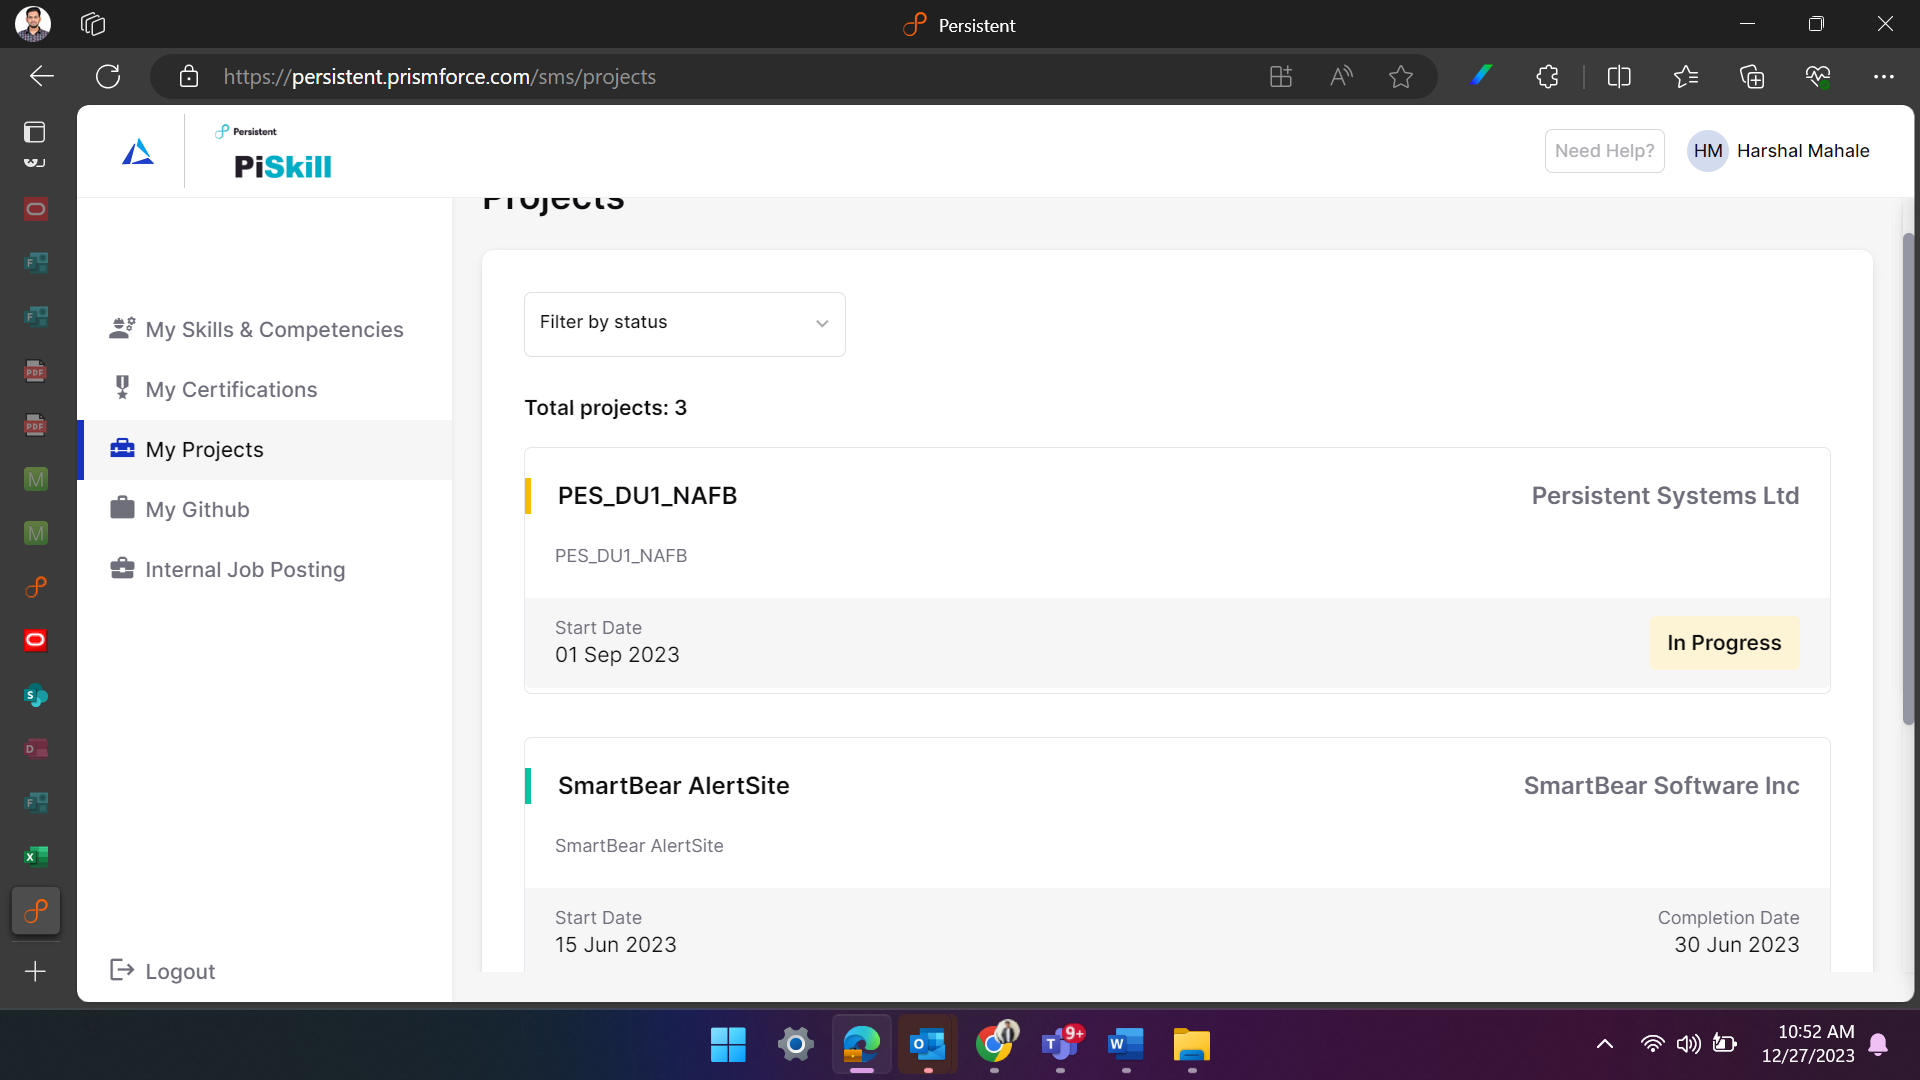 Persistent
https://persistent.prismforce.com/sms/projects
Persistent
PiSkill
Need Help?
HM Harshal Mahale
Projects
My Skills & Competencies
My Certifications
My Projects
My Github
Internal Job Posting
Logout
Filter by status
Total projects: 3
PES_DU1_NAFB
Persistent Systems Ltd
PES_DU1_NAFB
Start Date
01 Sep 2023
In Progress
SmartBear AlertSite
SmartBear Software Inc
SmartBear AlertSite
Start Date
15 Jun 2023
Completion Date
30 Jun 2023
9+
10:52 AM
12/27/2023